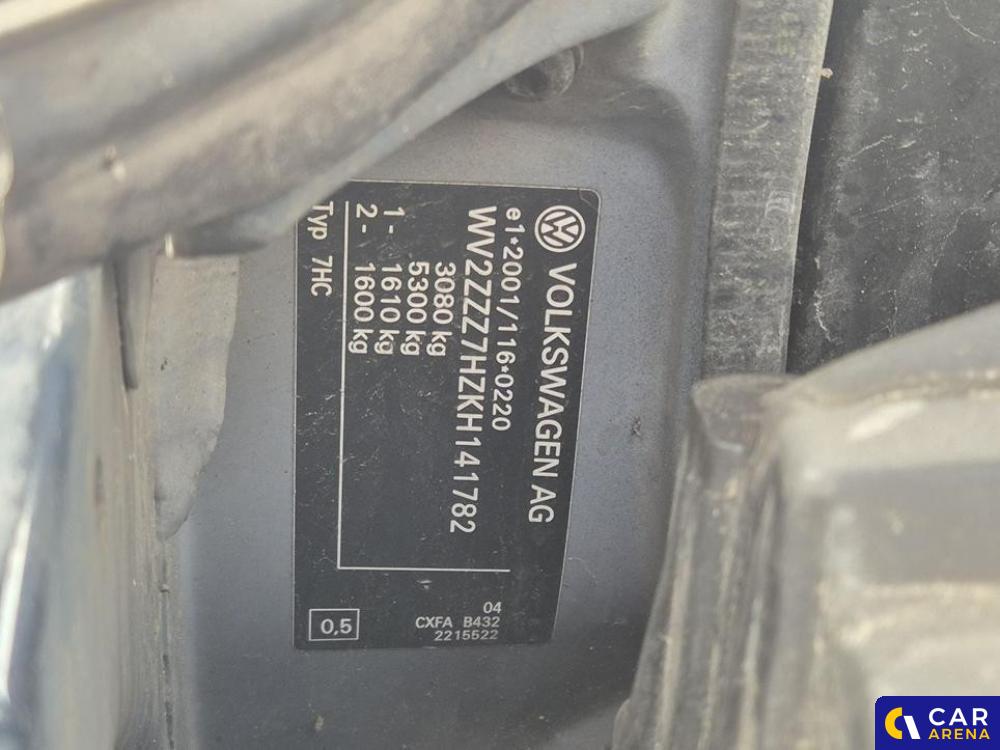 VOLKSWAGEN AG
e1*2001/116*0220
WV2ZZZ7HZKH141782
3080 kg
5300 kg
1- 1610 kg
2- 1600 kg
Typ 7HC
04
CXFA B432
2215522
0,5
CAR
ARENA